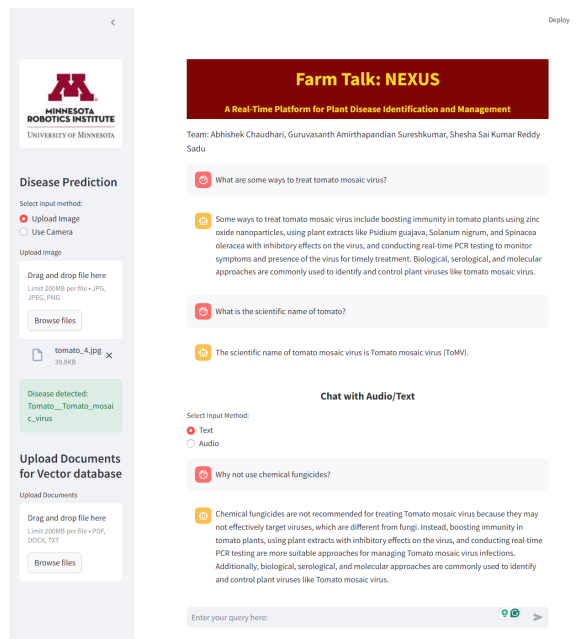 Deploy
MINNESOTA
ROBOTICS INSTITUTE
UNIVERSITY OF MINNESOTA
Disease Prediction
Select input method:
Upload Image
Use Camera
Upload Image
Drag and drop file here
Limit 200MB per file • JPG,
JPEG, PNG
Browse files
tomato_4.jpg
39.8KB
Disease detected:
Tomato__Tomato_mosai
c_virus
Upload Documents
for Vector database
Upload Documents
Drag and drop file here
Limit 200MB per file • PDF,
DOCX, TXT
Browse files
Farm Talk: NEXUS
A Real-Time Platform for Plant Disease Identification and Management
Team: Abhishek Chaudhari, Guruvasanth Amirthapandian Sureshkumar, Shesha Sai Kumar Reddy
Sadu
What are some ways to treat tomato mosaic virus?
Some ways to treat tomato mosaic virus include boosting immunity in tomato plants using zinc
oxide nanoparticles, using plant extracts like Psidium guajava, Solanum nigrum, and Spinacea
oleracea with inhibitory effects on the virus, and conducting real-time PCR testing to monitor
symptoms and presence of the virus for timely treatment. Biological, serological, and molecular
approaches are commonly used to identify and control plant viruses like tomato mosaic virus.
What is the scientific name of tomato?
The scientific name of tomato mosaic virus is Tomato mosaic virus (ToMV).
Chat with Audio/Text
Select Input Method:
Text
Audio
Why not use chemical fungicides?
Chemical fungicides are not recommended for treating Tomato mosaic virus because they may
not effectively target viruses, which are different from fungi. Instead, boosting immunity in
tomato plants, using plant extracts with inhibitory effects on the virus, and conducting real-time
PCR testing are more suitable approaches for managing Tomato mosaic virus infections.
Additionally, biological, serological, and molecular approaches are commonly used to identify
and control plant viruses like Tomato mosaic virus.
Enter your query here: